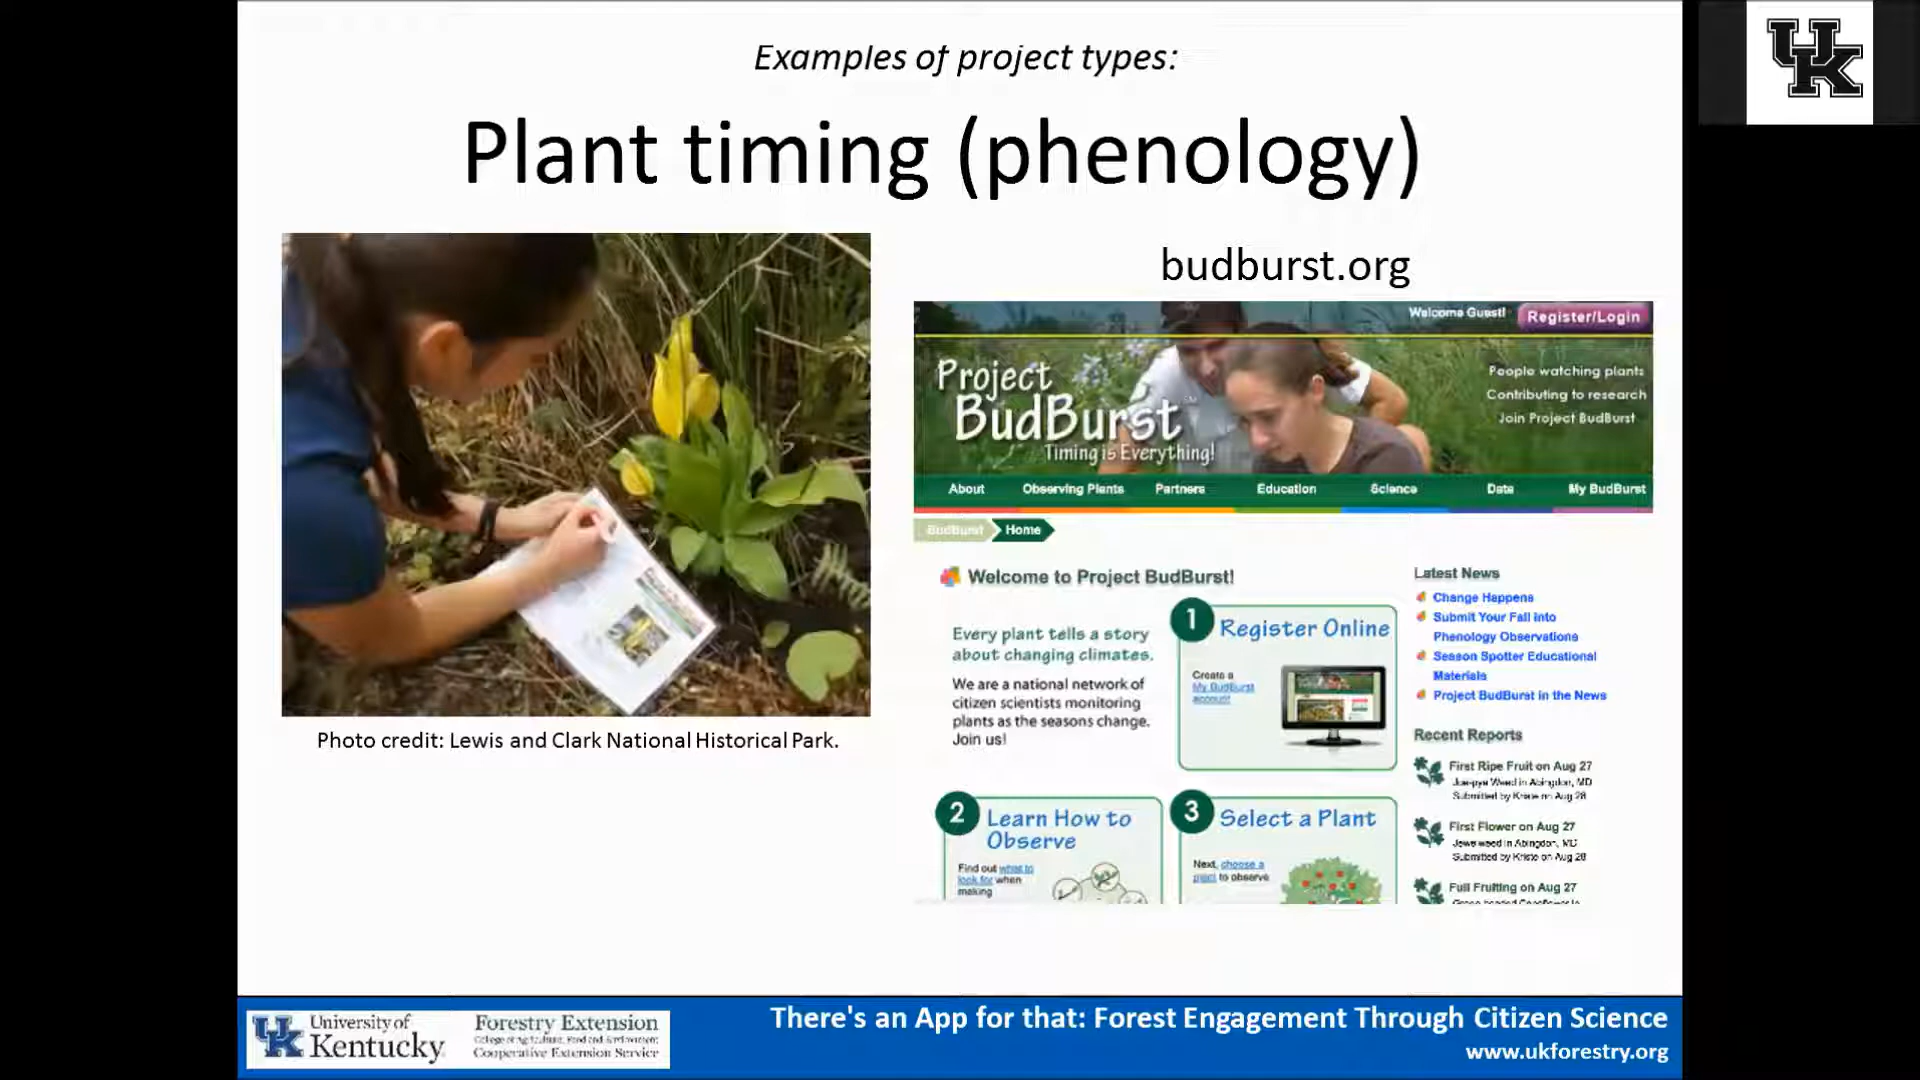 Examples of project types:
Plant timing (phenology)
budburst.org
Welcome Guest!
Register/Login
Project
BudBurst
Timing is Everything!
People watching plants
Contributing to research
Join Project BudBurst
About Observing Plants Partners Education Science Data My BudBurst
BudBurst Home
Welcome to Project BudBurst!
Every plant tells a story
about changing climates.
We are a national network of
citizen scientists monitoring
plants as the seasons change.
Join us!
1 Register Online
Create a
My BudBurst
account
2 Learn How to
Observe
Find out what to
look for when
making
3 Select a Plant
Next, choose a
plant to observe
Latest News
Change Happens
Submit Your Fall into
Phenology Observations
Season Spotter Educational
Materials
Project BudBurst in the News
Recent Reports
First Ripe Fruit on Aug 27
Joe-pye Weed in Abingdon, MD
Submitted by on Aug 28
First Flower on Aug 27
Jewelweed in Abingdon, MD
Submitted by on Aug 28
Full Fruiting on Aug 27
Photo credit: Lewis and Clark National Historical Park.
UK
University of
Kentucky
Forestry Extension
College of Agriculture, Food and Environment
Cooperative Extension Service
There's an App for that: Forest Engagement Through Citizen Science
www.ukforestry.org
UK